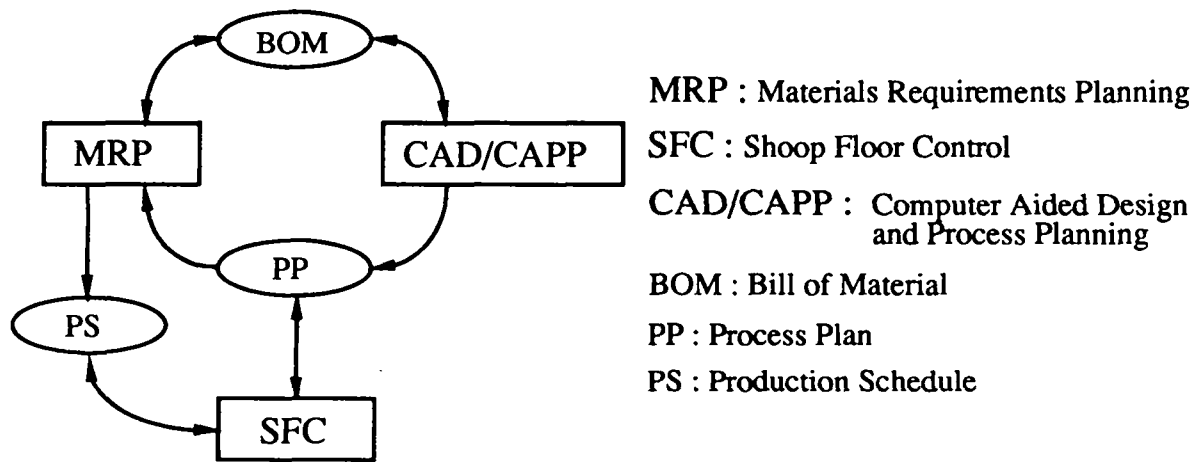 BOM
MRP
CAD/CAPP
PP
PS
SFC
MRP : Materials Requirements Planning
SFC : Shoop Floor Control
CAD/CAPP : Computer Aided Design
and Process Planning
BOM : Bill of Material
PP : Process Plan
PS : Production Schedule